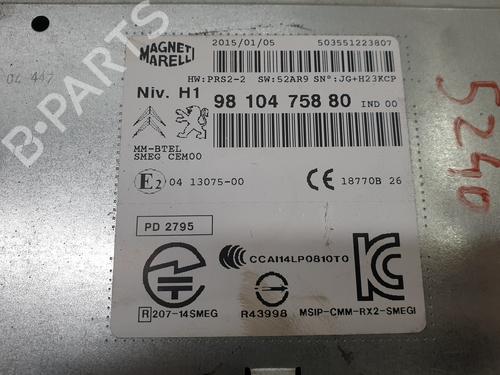 MAGNETI
MARELLI
2015/01/05
503551223807
HW:PRS2-2 SW:52AR9 SN°:JG+H23KCP
Niv. H1
98 104 758 80 IND 00
MM-BTEL
SMEG CEM00
E2 04 13075-00
CE 18770B 26
PD 2795
CCAI14LP0810T0
R 207-14SMEG
R43998
MSIP-CMM-RX2-SMEGI
5240
B-PARTS